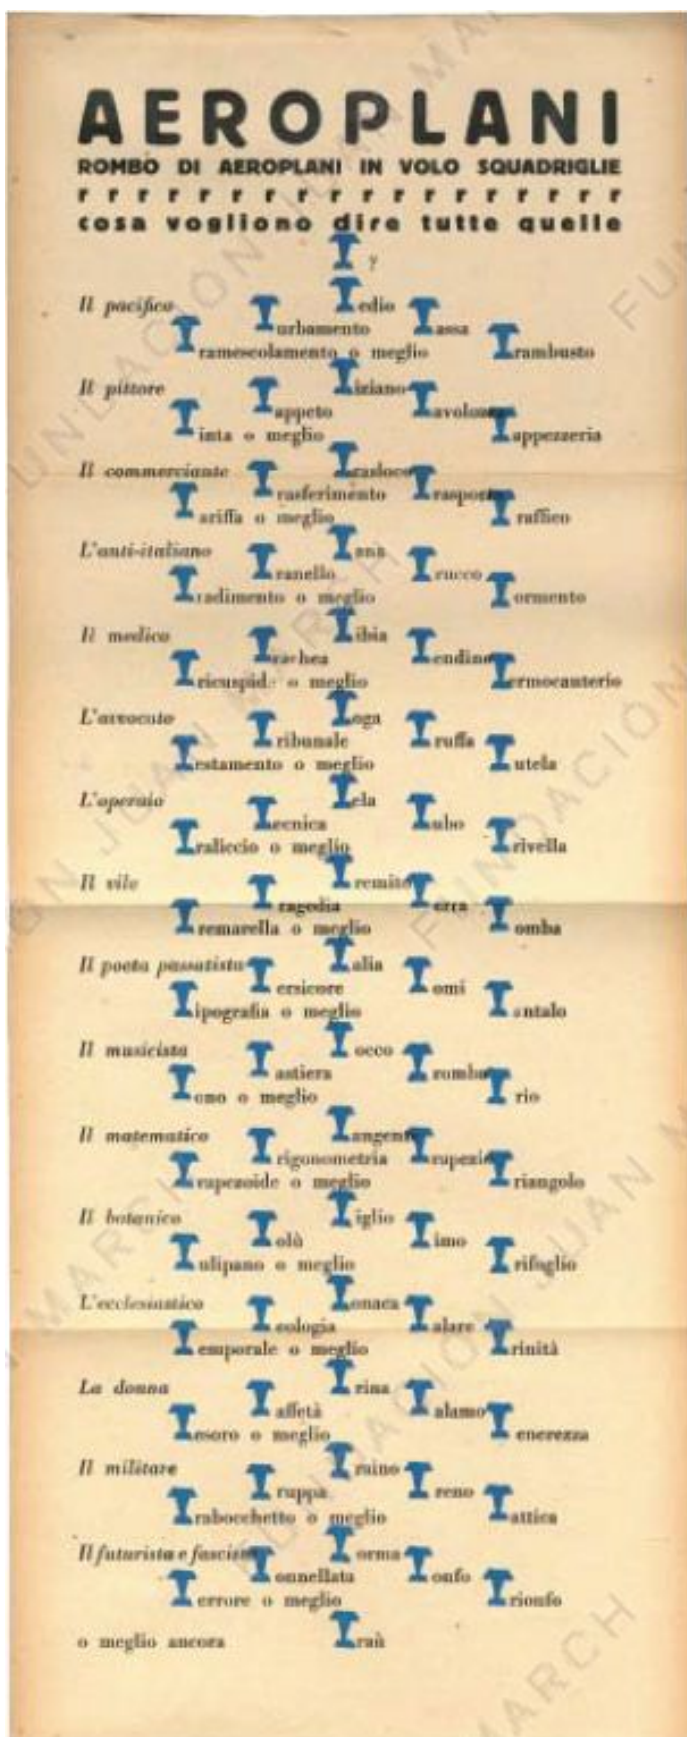 AEROPLANI
ROMBO DI AEROPLANI IN VOLO SQUADRIGLIE
r r r r r r r r r r r r r r r r r r
cosa vogliono dire tutte quelle
T ?
Il pacifico Tedio
Turbamento Tassa
Tramescolamento o meglio Trambusto
Il pittore Tiziano
Tappeto Tavolozza
Tinta o meglio Tappezzeria
Il commerciante Trasloco
Trasferimento Trasporto
Tariffa o meglio Traffico
L'anti-italiano Tana
Tranello Trucco
Tradimento o meglio Tormento
Il medico Tibia
Trachea Tendine
Tricuspide o meglio Termocauterio
L'avvocato Toga
Tribunale Truffa
Testamento o meglio Tutela
L'operaio Tela
Tecnica Tubo
Traliccio o meglio Trivella
Il vile Tremito
Tragedia Terra
Tremarella o meglio Tomba
Il poeta passatista Talia
Tersicore Tomi
Tipografia o meglio Tantalo
Il musicista Tocco
Tastiera Tromba
Tono o meglio Trio
Il matematico Tangente
Trigonometria Trapezio
Trapezoide o meglio Triangolo
Il botanico Tiglio
Tolù Timo
Tulipano o meglio Trifoglio
L'ecclesiastico Tonaca
Teologia Talare
Temporale o meglio Trinità
La donna Trina
Taffetà Talamo
Tesoro o meglio Tenerezza
Il militare Traino
Truppa Treno
Trabocchetto o meglio Tattica
Il futurista e fascista Torma
Tonnellata Tonfo
Terrore o meglio Trionfo
o meglio ancora Traù
FUNDACIÓN JUAN MARCH